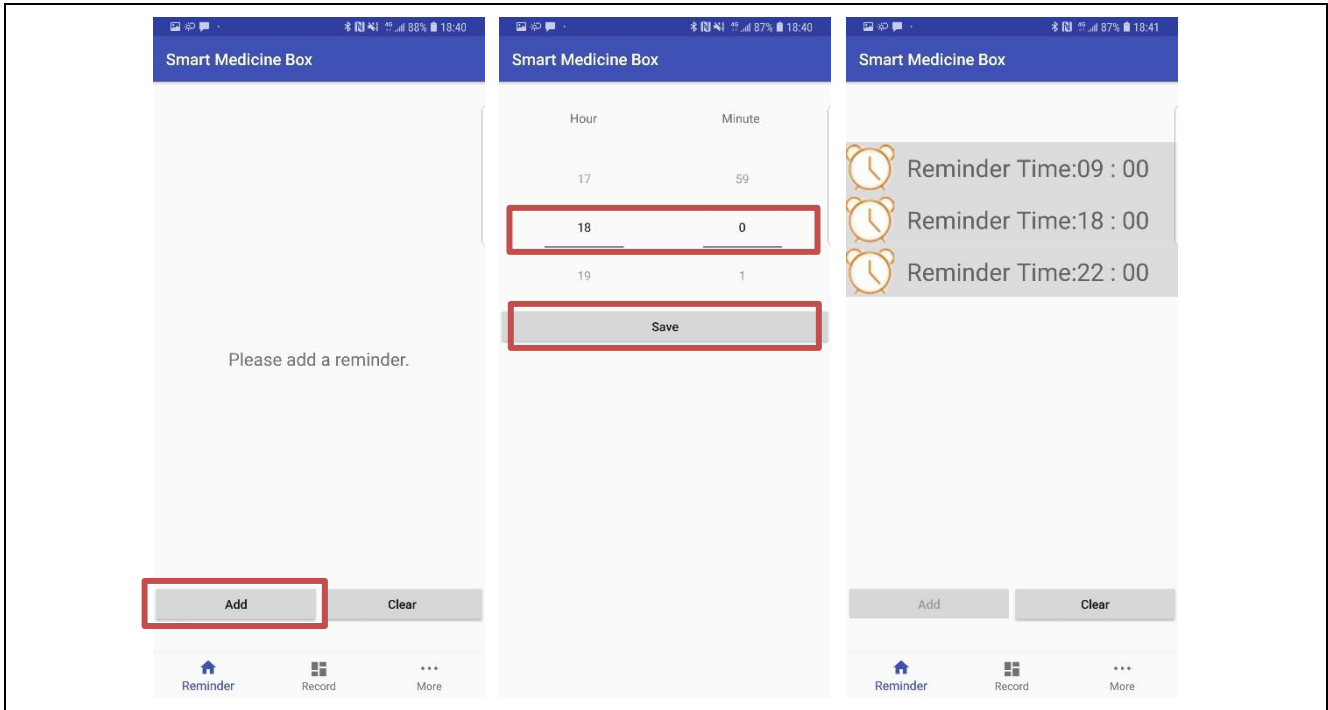 88% 18:40
Smart Medicine Box
Please add a reminder.
Add Clear
Reminder Record More
87% 18:40
Smart Medicine Box
Hour Minute
17 59
18 0
19 1
Save
87% 18:41
Smart Medicine Box
Reminder Time:09 : 00
Reminder Time:18 : 00
Reminder Time:22 : 00
Add Clear
Reminder Record More